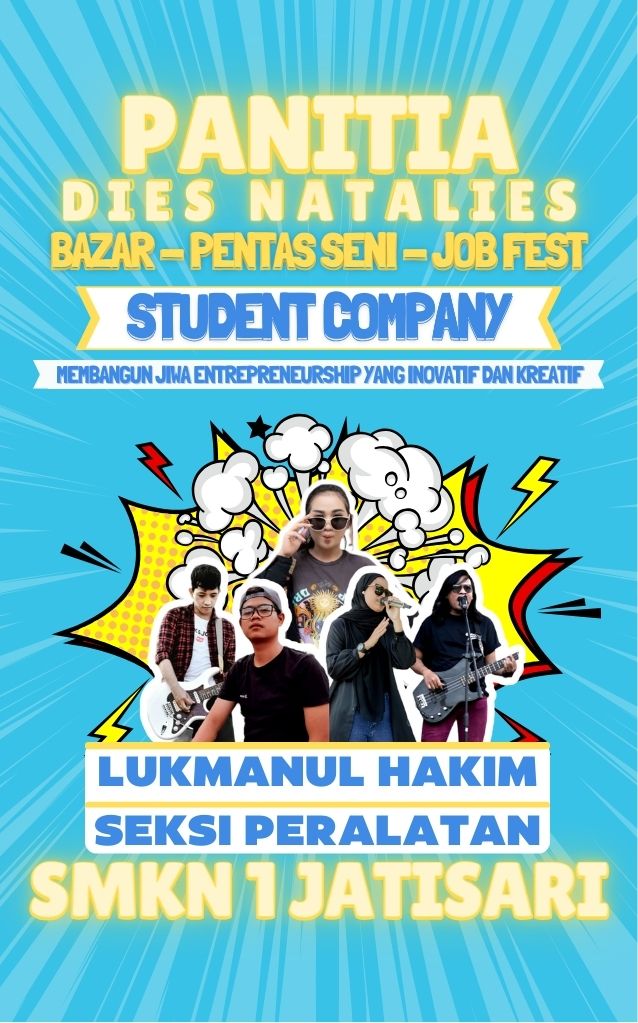 PANITIA
DIES NATALIES
BAZAR - PENTAS SENI - JOB FEST
STUDENT COMPANY
MEMBANGUN JIWA ENTREPRENEURSHIP YANG INOVATIF DAN KREATIF
LUKMANUL HAKIM
SEKSI PERALATAN
SMKN 1 JATISARI